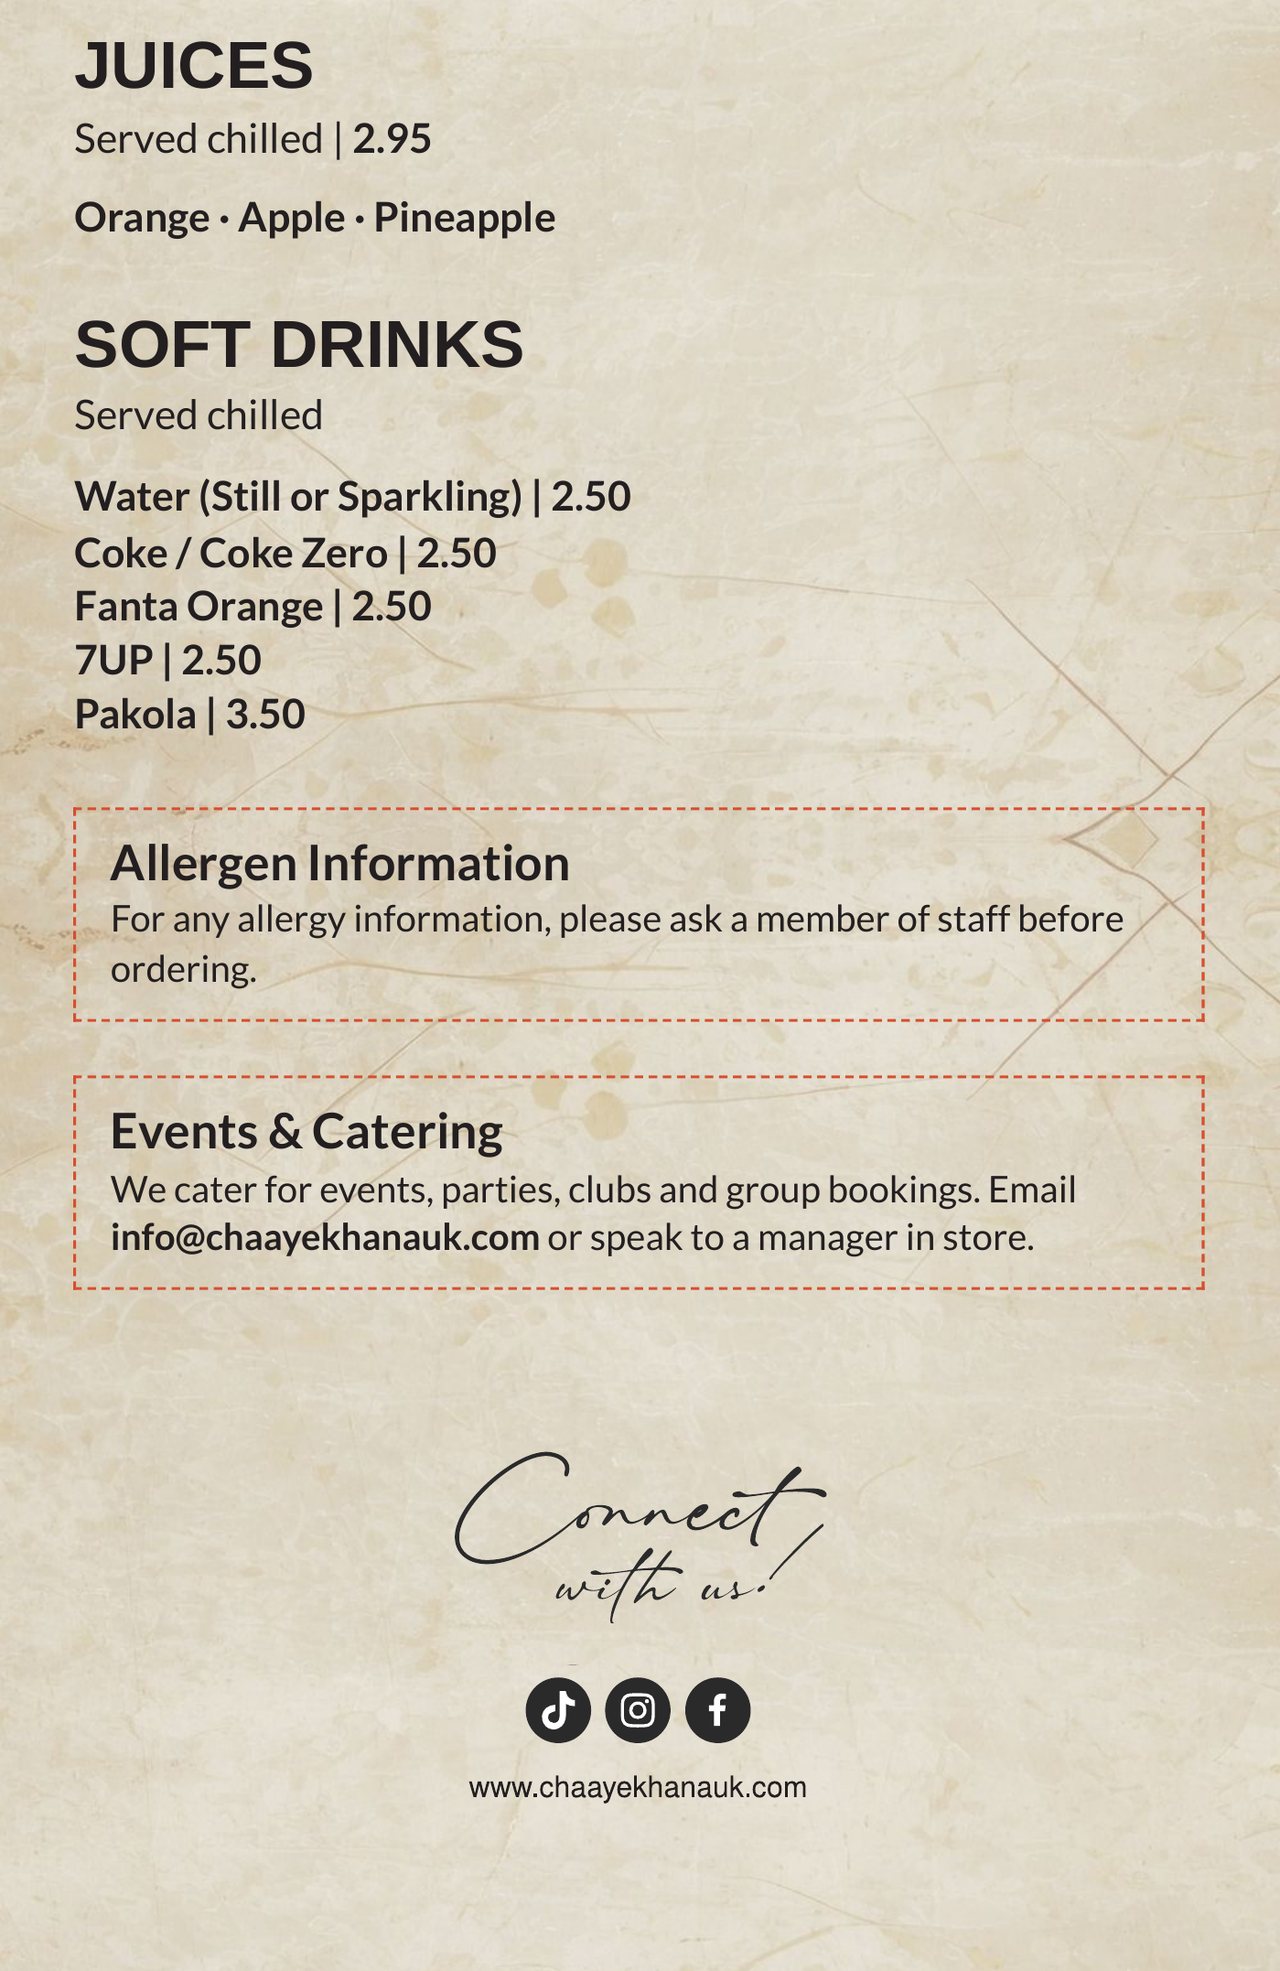 JUICES
Served chilled | 2.95
Orange · Apple · Pineapple
SOFT DRINKS
Served chilled
Water (Still or Sparkling) | 2.50
Coke / Coke Zero | 2.50
Fanta Orange | 2.50
7UP | 2.50
Pakola | 3.50
Allergen Information
For any allergy information, please ask a member of staff before
ordering.
Events & Catering
We cater for events, parties, clubs and group bookings. Email
info@chaayekhanauk.com or speak to a manager in store.
Connect
with us!
www.chaayekhanauk.com